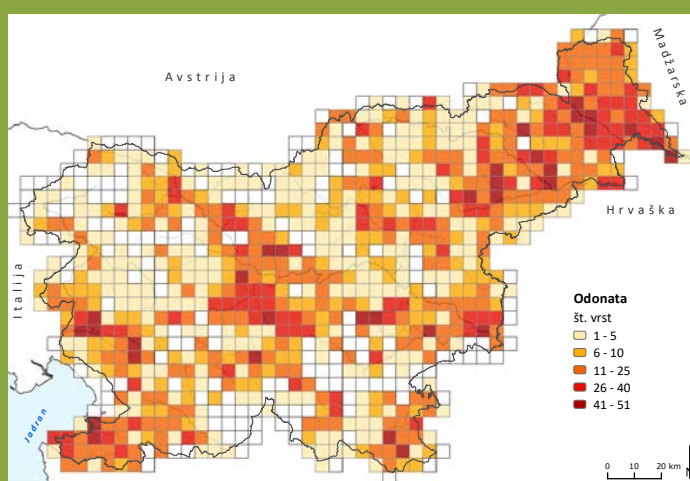 Avstrija
Madžarska
Hrvaška
Italija
Jadran
Odonata
št. vrst
1 - 5
6 - 10
11 - 25
26 - 40
41 - 51
0 10 20 km
N